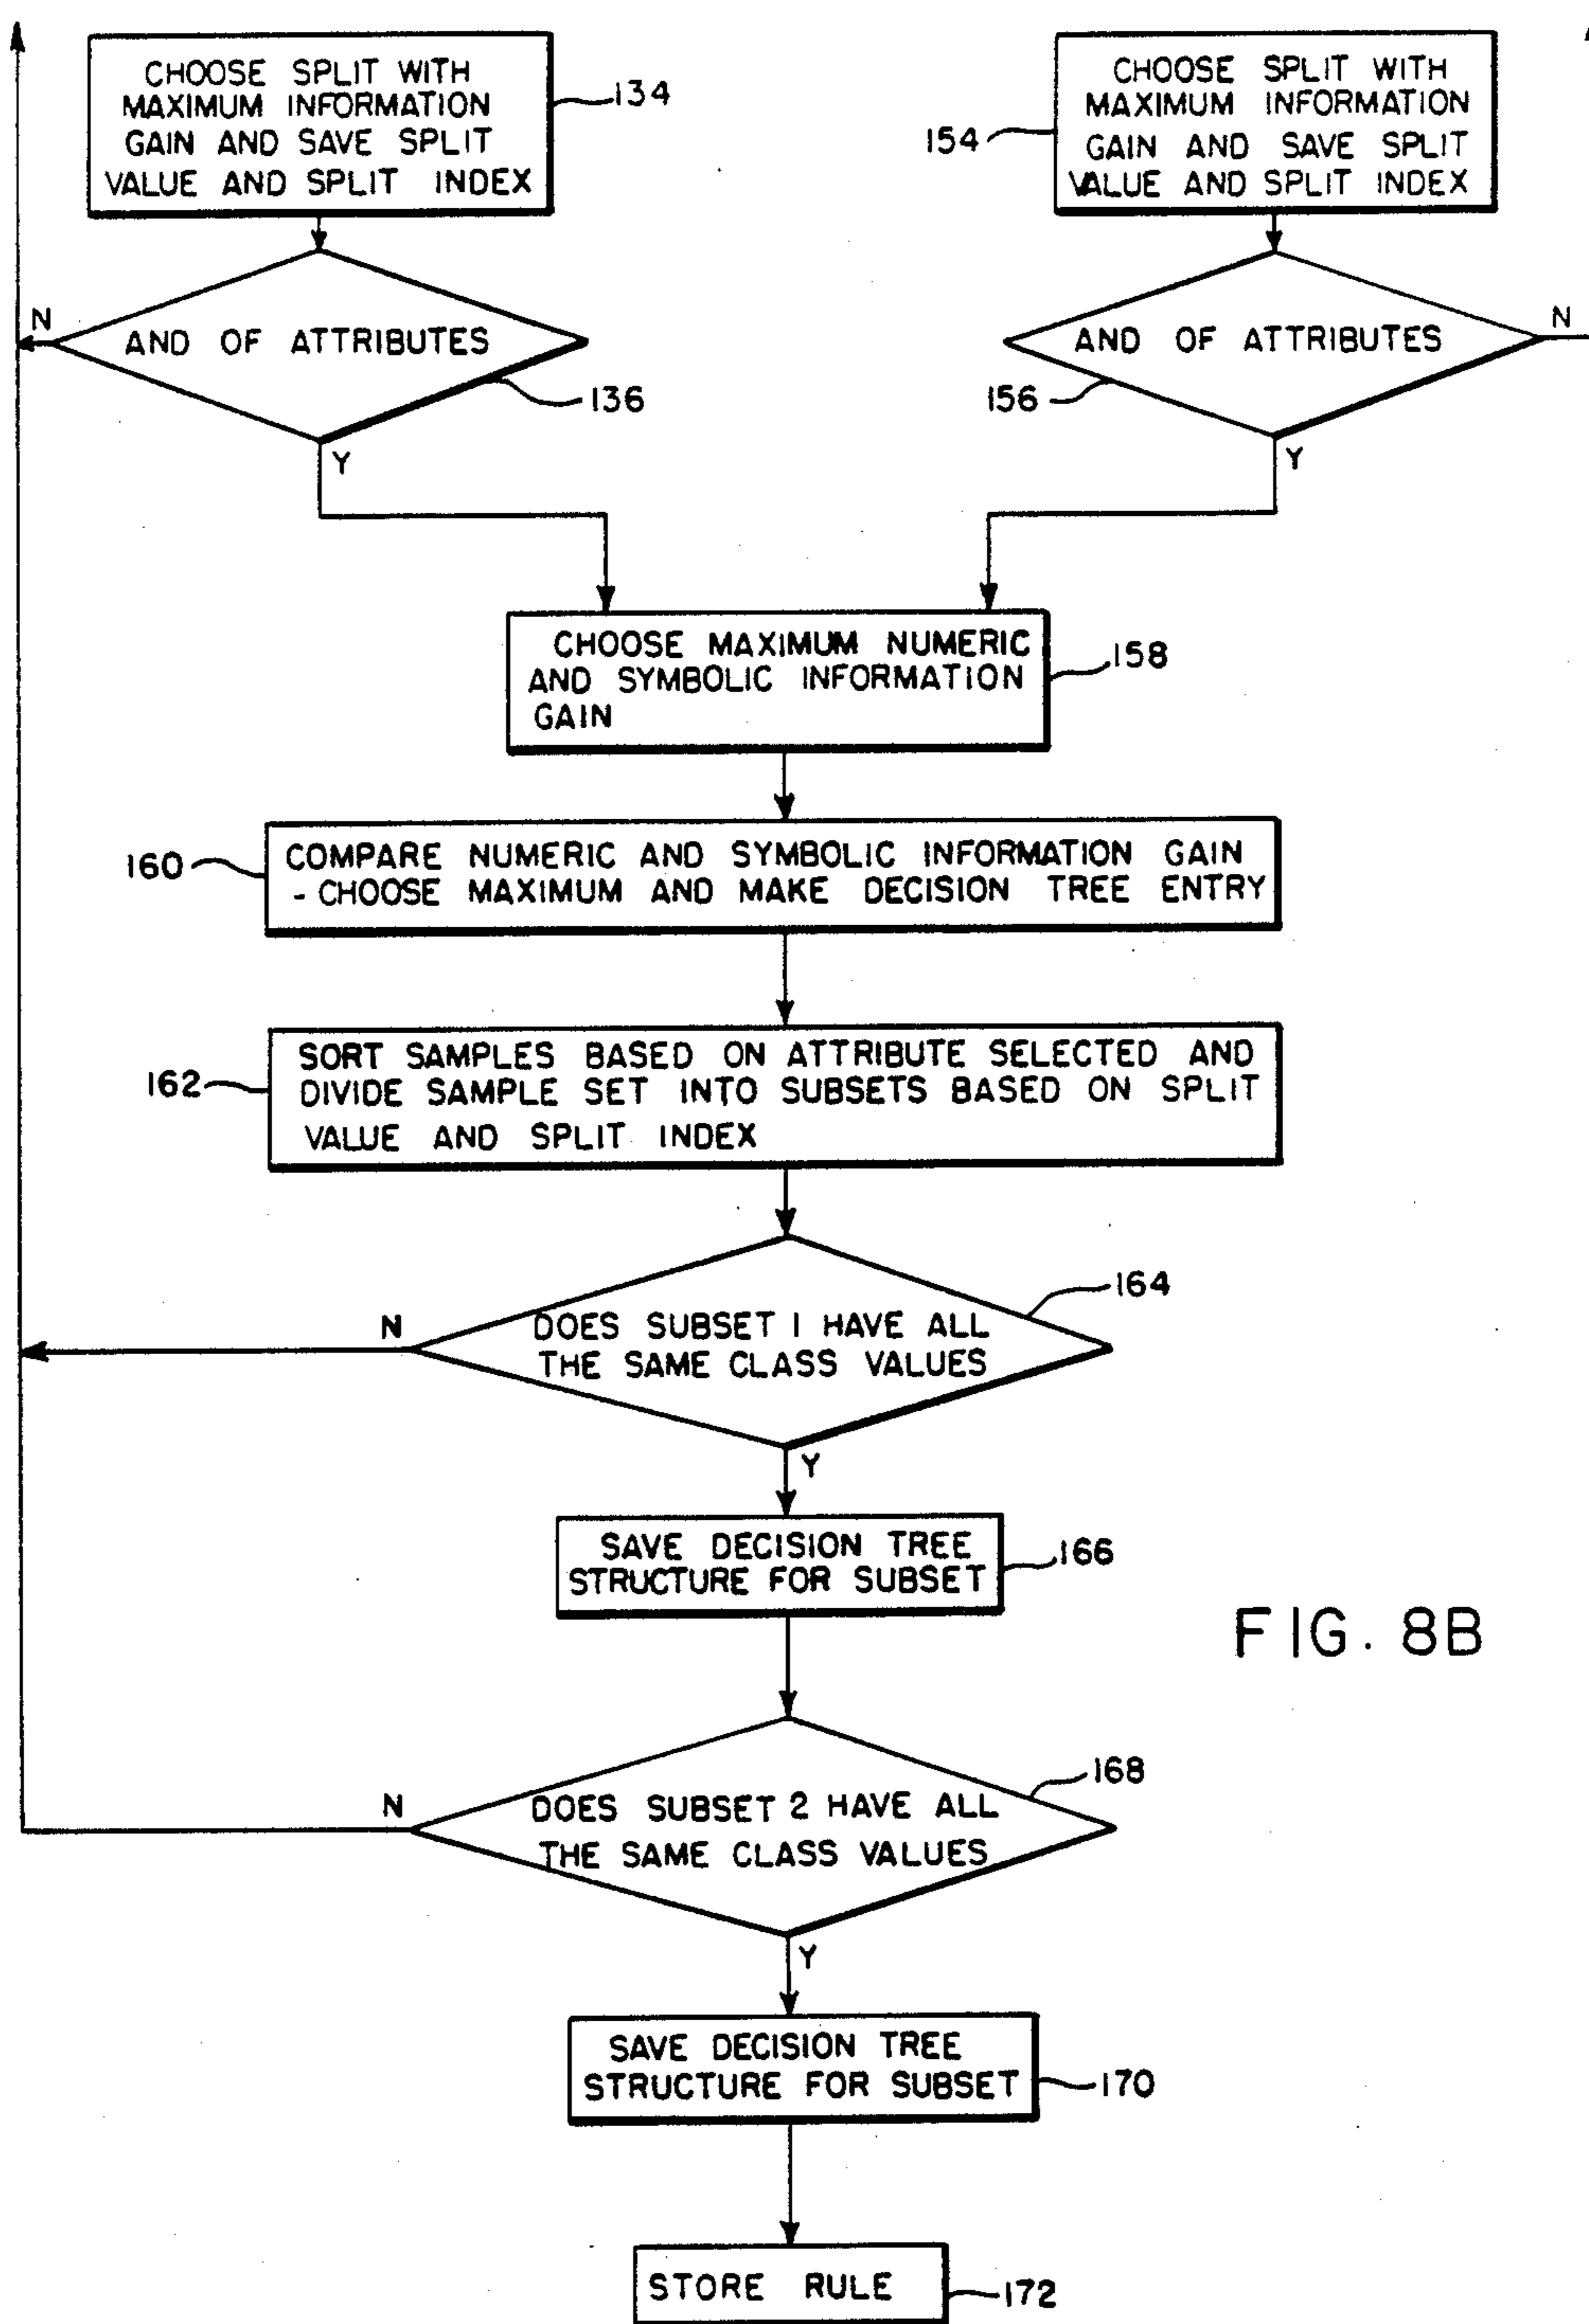 CHOOSE SPLIT WITH
MAXIMUM INFORMATION
GAIN AND SAVE SPLIT
VALUE AND SPLIT INDEX
134
CHOOSE SPLIT WITH
MAXIMUM INFORMATION
GAIN AND SAVE SPLIT
VALUE AND SPLIT INDEX
154
N
AND OF ATTRIBUTES
136
Y
AND OF ATTRIBUTES
N
156
Y
CHOOSE MAXIMUM NUMERIC
AND SYMBOLIC INFORMATION
GAIN
158
160
COMPARE NUMERIC AND SYMBOLIC INFORMATION GAIN
- CHOOSE MAXIMUM AND MAKE DECISION TREE ENTRY
162
SORT SAMPLES BASED ON ATTRIBUTE SELECTED AND
DIVIDE SAMPLE SET INTO SUBSETS BASED ON SPLIT
VALUE AND SPLIT INDEX
164
N
DOES SUBSET 1 HAVE ALL
THE SAME CLASS VALUES
Y
SAVE DECISION TREE
STRUCTURE FOR SUBSET
166
FIG. 8B
168
N
DOES SUBSET 2 HAVE ALL
THE SAME CLASS VALUES
Y
SAVE DECISION TREE
STRUCTURE FOR SUBSET
170
STORE RULE
172